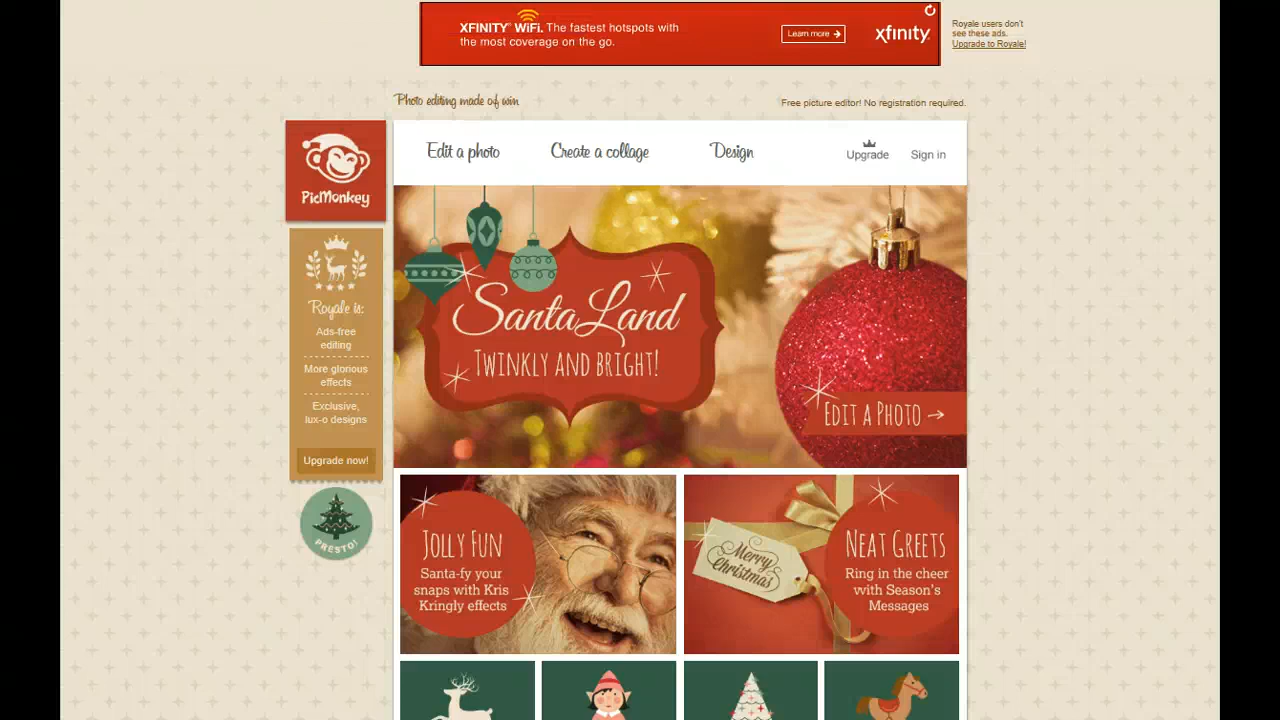 XFINITY® WiFi. The fastest hotspots with
the most coverage on the go.
Learn more
xfinity
Royale users don't
see these ads.
Upgrade to Royale!
Photo editing made of win
Free picture editor! No registration required.
PicMonkey
Edit a photo
Create a collage
Design
Upgrade
Sign in
Royale is:
Ads-free
editing
More glorious
effects
Exclusive,
lux-o designs
Upgrade now!
PRESTO!
SantaLand
TWINKLY AND BRIGHT!
EDIT A PHOTO →
JOLLY FUN
Santa-fy your
snaps with Kris
Kringly effects
Merry
Christmas
NEAT GREETS
Ring in the cheer
with Season's
Messages